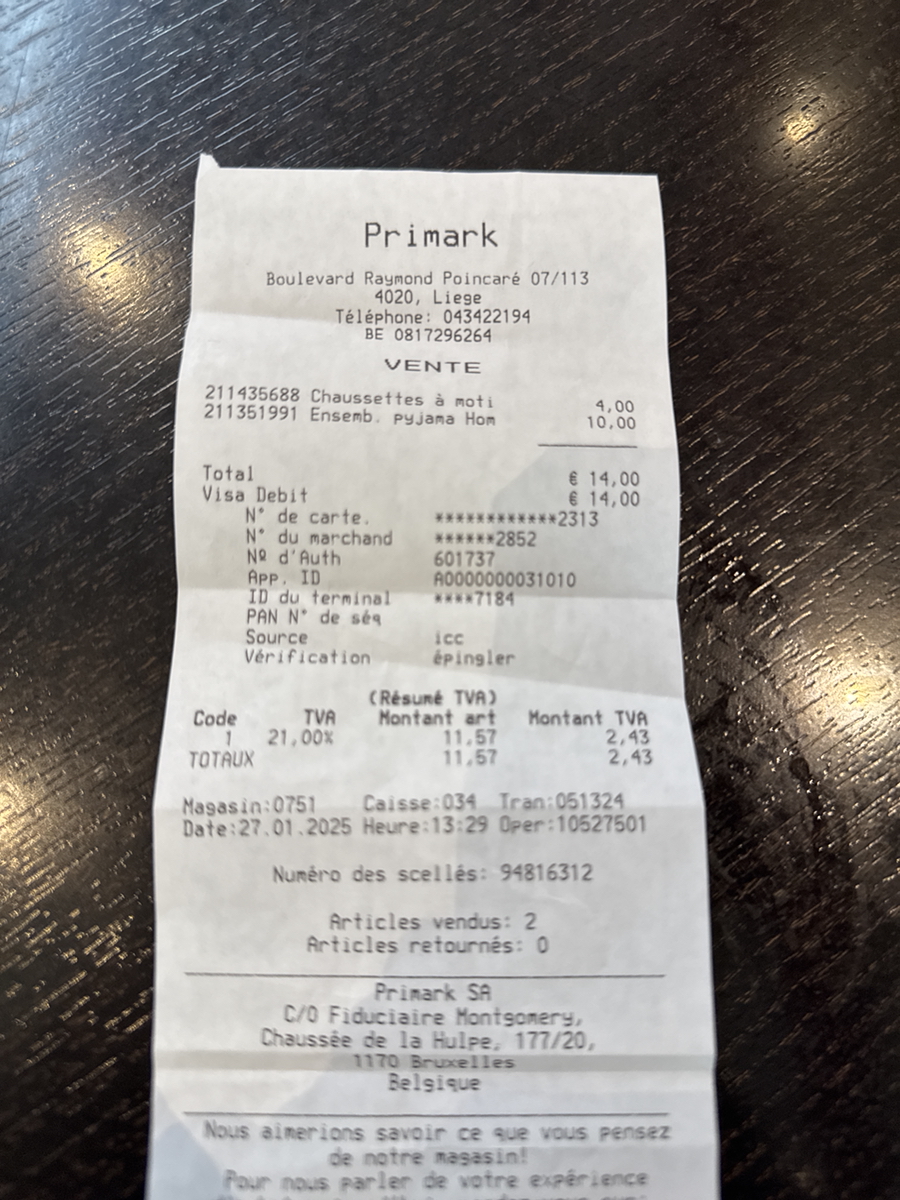 Primark
Boulevard Raymond Poincaré 07/113
4020, Liege
Téléphone: 043422194
BE 0817296264
VENTE
211435688 Chaussettes à moti 4,00
211351991 Ensemb. pyjama Hom 10,00
Total € 14,00
Visa Debit € 14,00
N° de carte. ************2313
N° du marchand ******2852
Nº d'Auth 601737
App. ID A0000000031010
ID du terminal ****7184
PAN N° de séq
Source icc
Vérification épingler
(Résumé TVA)
Code TVA Montant art Montant TVA
1 21,00% 11,57 2,43
TOTAUX 11,57 2,43
Magasin:0751 Caisse:034 Tran:051324
Date:27.01.2025 Heure:13:29 Oper:10527501
Numéro des scellés: 94816312
Articles vendus: 2
Articles retournés: 0
Primark SA
C/O Fiduciaire Montgomery,
Chaussée de la Hulpe, 177/20,
1170 Bruxelles
Belgique
Nous aimerions savoir ce que vous pensez
de notre magasin!
Pour nous parler de votre expérience